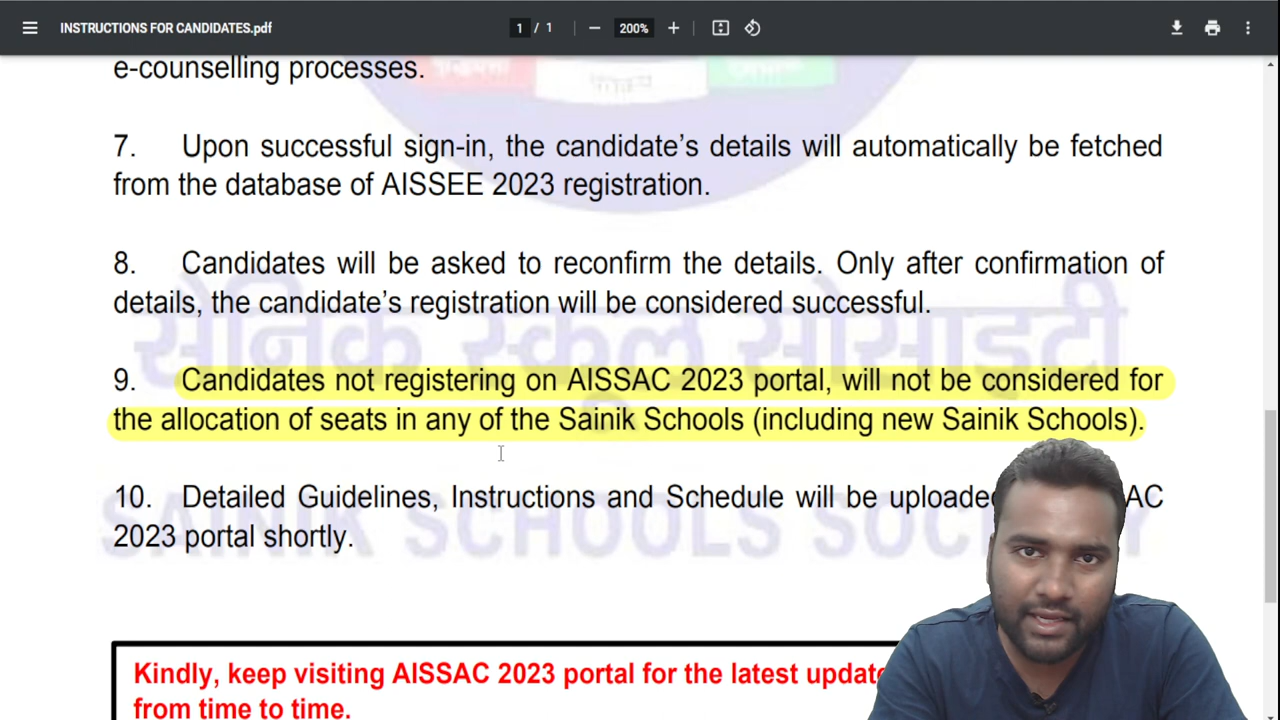 INSTRUCTIONS FOR CANDIDATES.pdf
1 / 1
200%
e-counselling processes.
7. Upon successful sign-in, the candidate's details will automatically be fetched
from the database of AISSEE 2023 registration.
8. Candidates will be asked to reconfirm the details. Only after confirmation of
details, the candidate's registration will be considered successful.
सैनिक स्कूल सोसाइटी
9. Candidates not registering on AISSAC 2023 portal, will not be considered for
the allocation of seats in any of the Sainik Schools (including new Sainik Schools).
10. Detailed Guidelines, Instructions and Schedule will be
2023 portal shortly.
SAINIK SCHOOLS SOCIETY
Kindly, keep visiting AISSAC 2023 portal for the latest
from time to time.